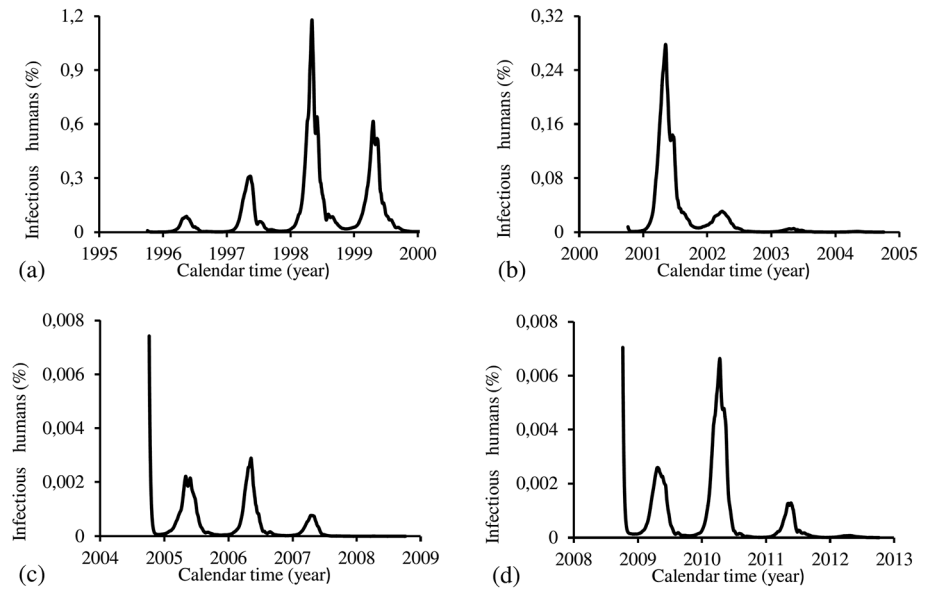 1,2
0,9
0,6
0,3
0
Infectious humans (%)
1995 1996 1997 1998 1999 2000
Calendar time (year)
(a)
0,32
0,24
0,16
0,08
0
Infectious humans (%)
2000 2001 2002 2003 2004 2005
Calendar time (year)
(b)
0,008
0,006
0,004
0,002
0
Infectious humans (%)
2004 2005 2006 2007 2008 2009
Calendar time (year)
(c)
0,008
0,006
0,004
0,002
0
Infectious humans (%)
2008 2009 2010 2011 2012 2013
Calendar time (year)
(d)